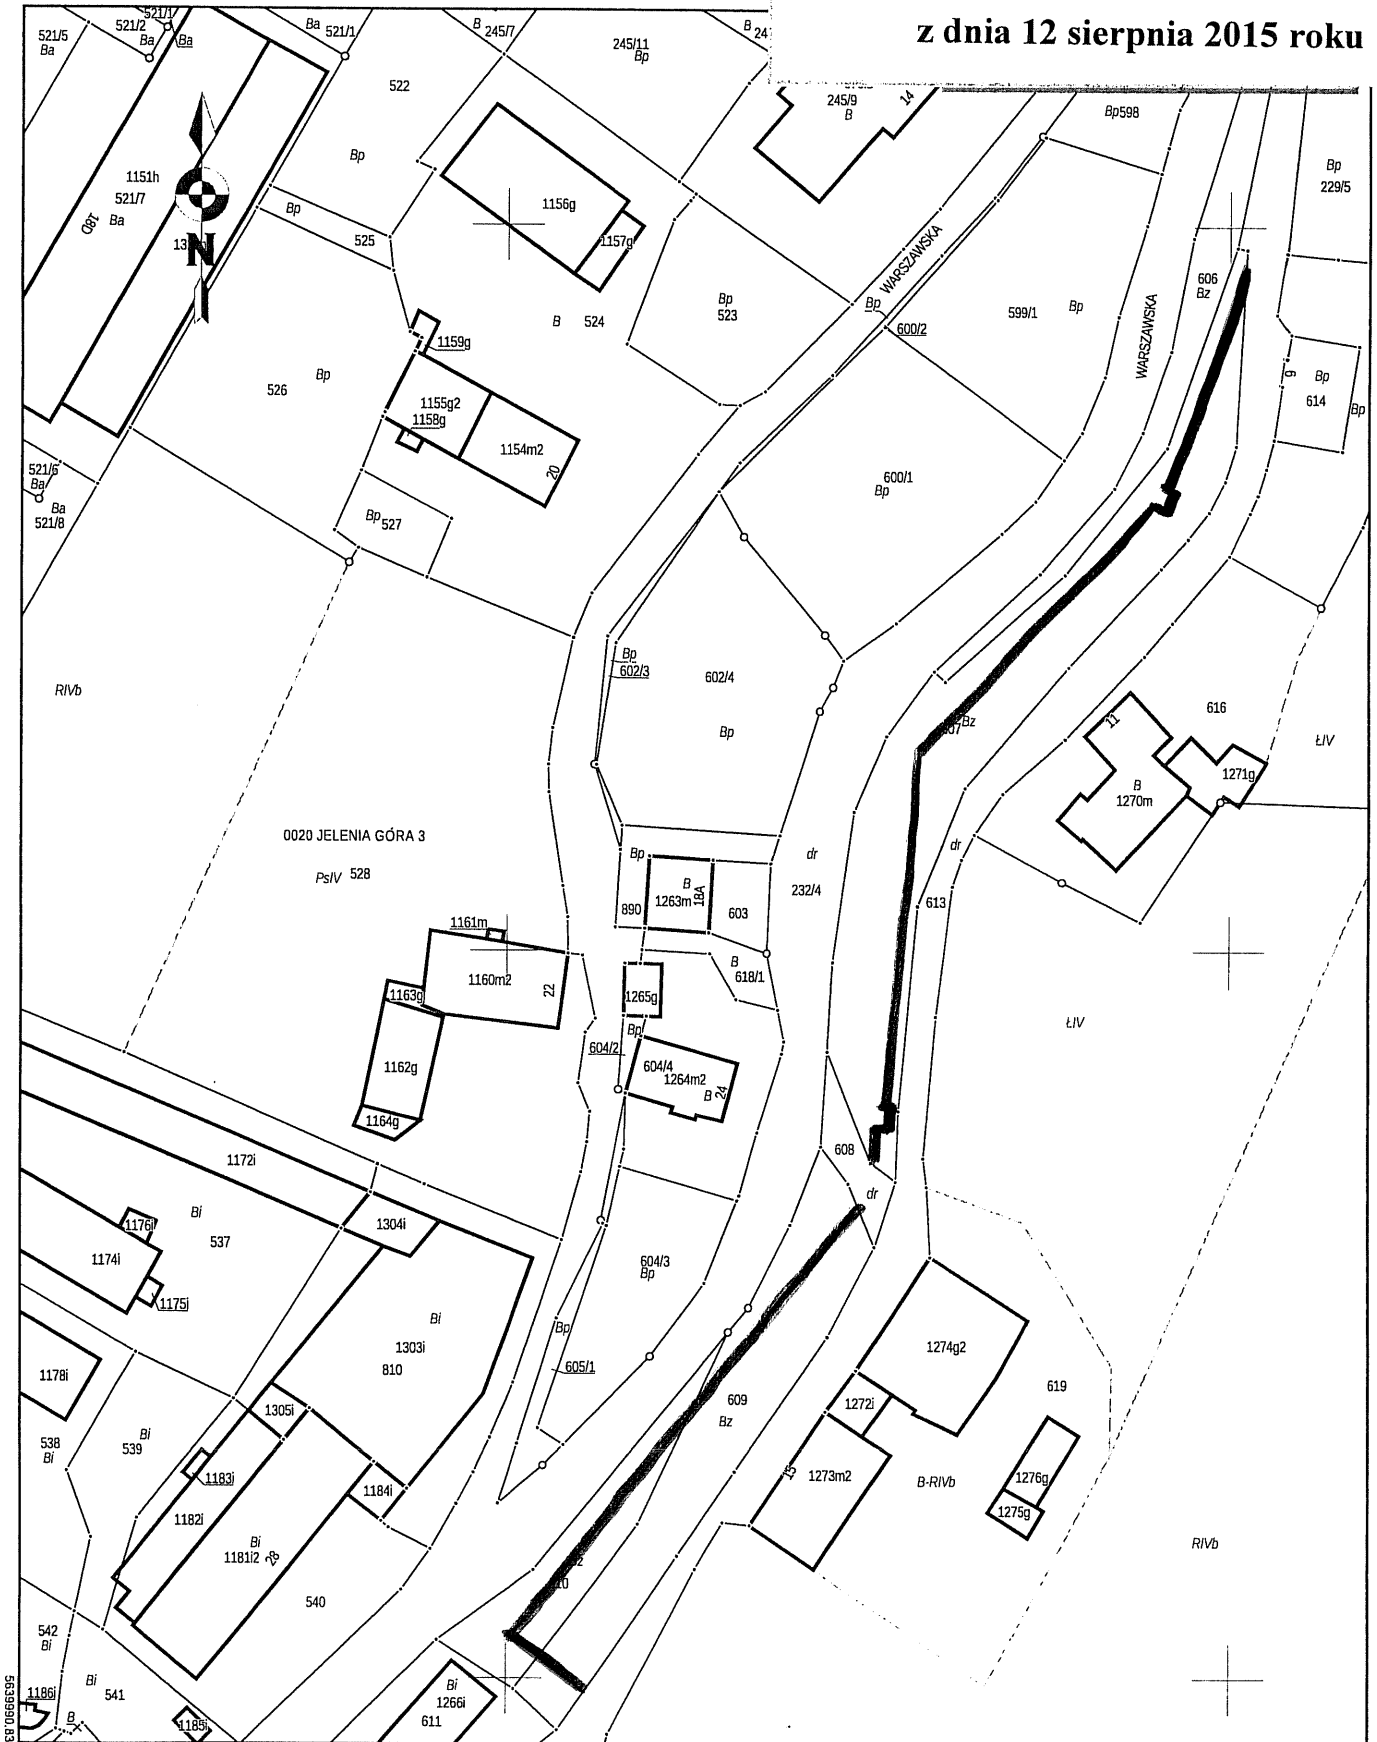 z dnia 12 sierpnia 2015 roku
521/5
Ba
521/2
521/1
Ba
Ba
Ba
521/1
B
245/7
245/11
Bp
B
245/9
B
14
522
Bp
Bp598
Bp
229/5
1151h
521/7
Ba
18D
N
Bp
525
1156g
1157g
WARSZAWSKA
606
Bz
B
524
Bp
523
Bp
600/2
599/1
Bp
WARSZAWSKA
1159g
526
Bp
1155g2
1158g
1154m2
20
g
Bp
614
Bp
521/6
Ba
Ba
521/8
Bp
527
600/1
Bp
RIVb
Bp
602/3
602/4
Bp
Bz
11
616
ŁIV
B
1270m
1271g
0020 JELENIA GÓRA 3
PsIV
528
Bp
B
1263m
18A
890
603
dr
232/4
dr
613
1161m
1160m2
22
1163g
B
618/1
1265g
Bp
604/2
604/4
1264m2
B
24
ŁIV
1162g
1164g
608
dr
1172i
Bi
537
1176i
1174i
1175i
1304i
604/3
Bp
Bi
1303i
810
Bp
605/1
1178i
1305i
609
Bz
1274g2
1272i
619
538
Bi
Bi
539
1183i
1184i
1182i
Bi
1181i2
28
15
1273m2
B-RIVb
1276g
1275g
RIVb
540
542
Bi
Bi
541
1186i
B
1185i
Bi
1266i
611
5639990.83